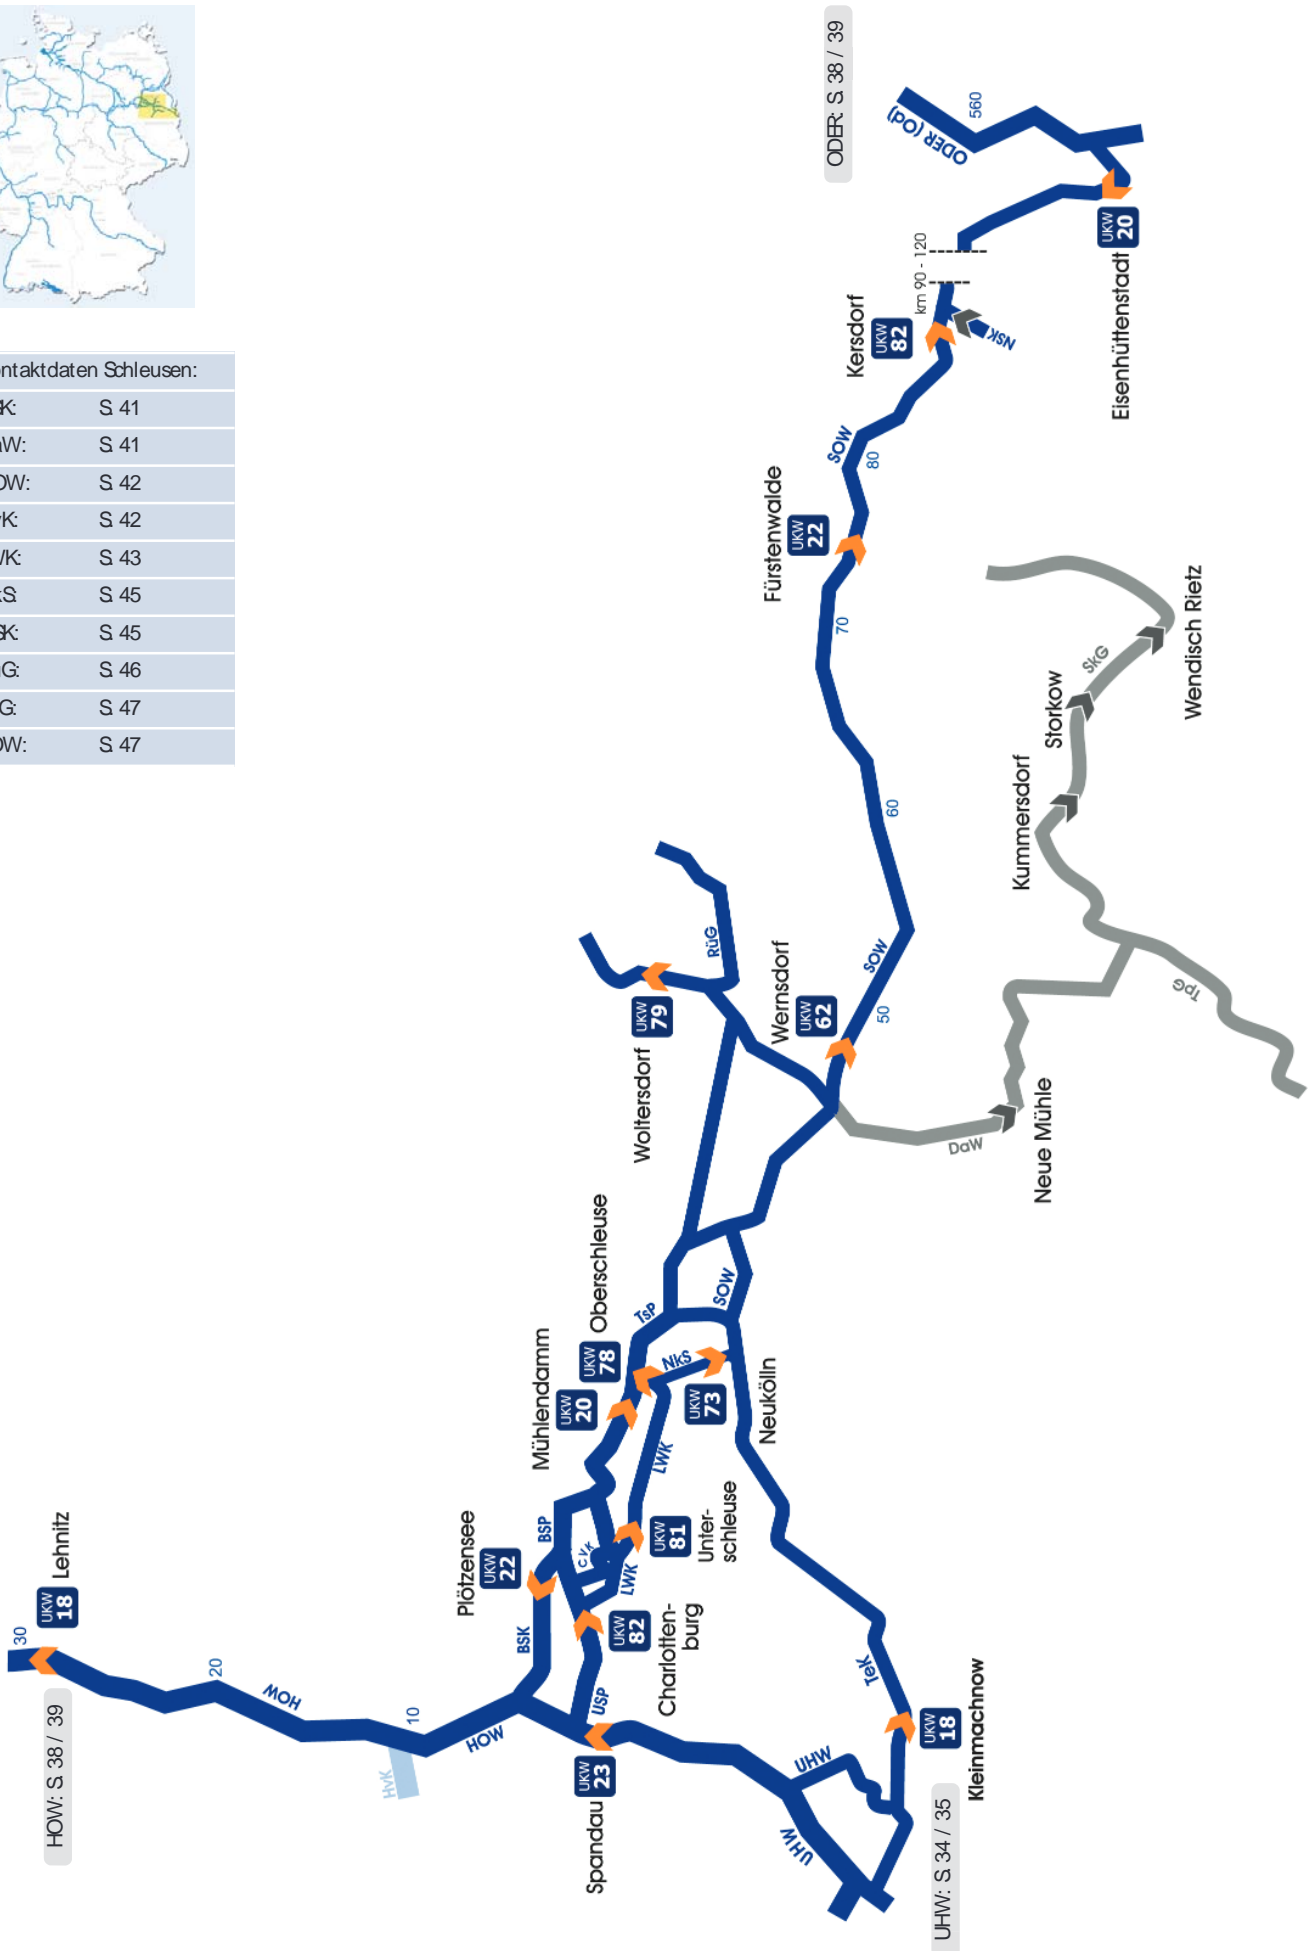 ODER: S. 38 / 39
ODER (Od)
560
UKW
20
Eisenhüttenstadt
km 90 - 120
NSK
Kersdorf
UKW
82
SOW
80
Fürstenwalde
UKW
22
70
60
SOW
50
Wernsdorf
UKW
62
Wendisch Rietz
SkG
Storkow
Kummersdorf
TpG
Neue Mühle
DaW
RüG
Woltersdorf
UKW
79
Oberschleuse
UKW
78
TsP
SOW
Mühlendamm
UKW
20
NkS
UKW
73
Neukölln
LWK
Unter-
schleuse
UKW
81
BSP
C.V.K
LWK
Plötzensee
UKW
22
BSK
Charlotten-
burg
UKW
82
USP
Lehnitz
UKW
18
30
20
HOW
10
HOW
HvK
HOW: S. 38 / 39
Spandau
UKW
23
UHW
UHW
TeK
UKW
18
Kleinmachnow
UHW: S. 34 / 35
ntaktdaten Schleusen:
K: S. 41
W: S. 41
OW: S. 42
K: S. 42
K: S. 43
S: S. 45
K: S. 45
G: S. 46
G: S. 47
OW: S. 47